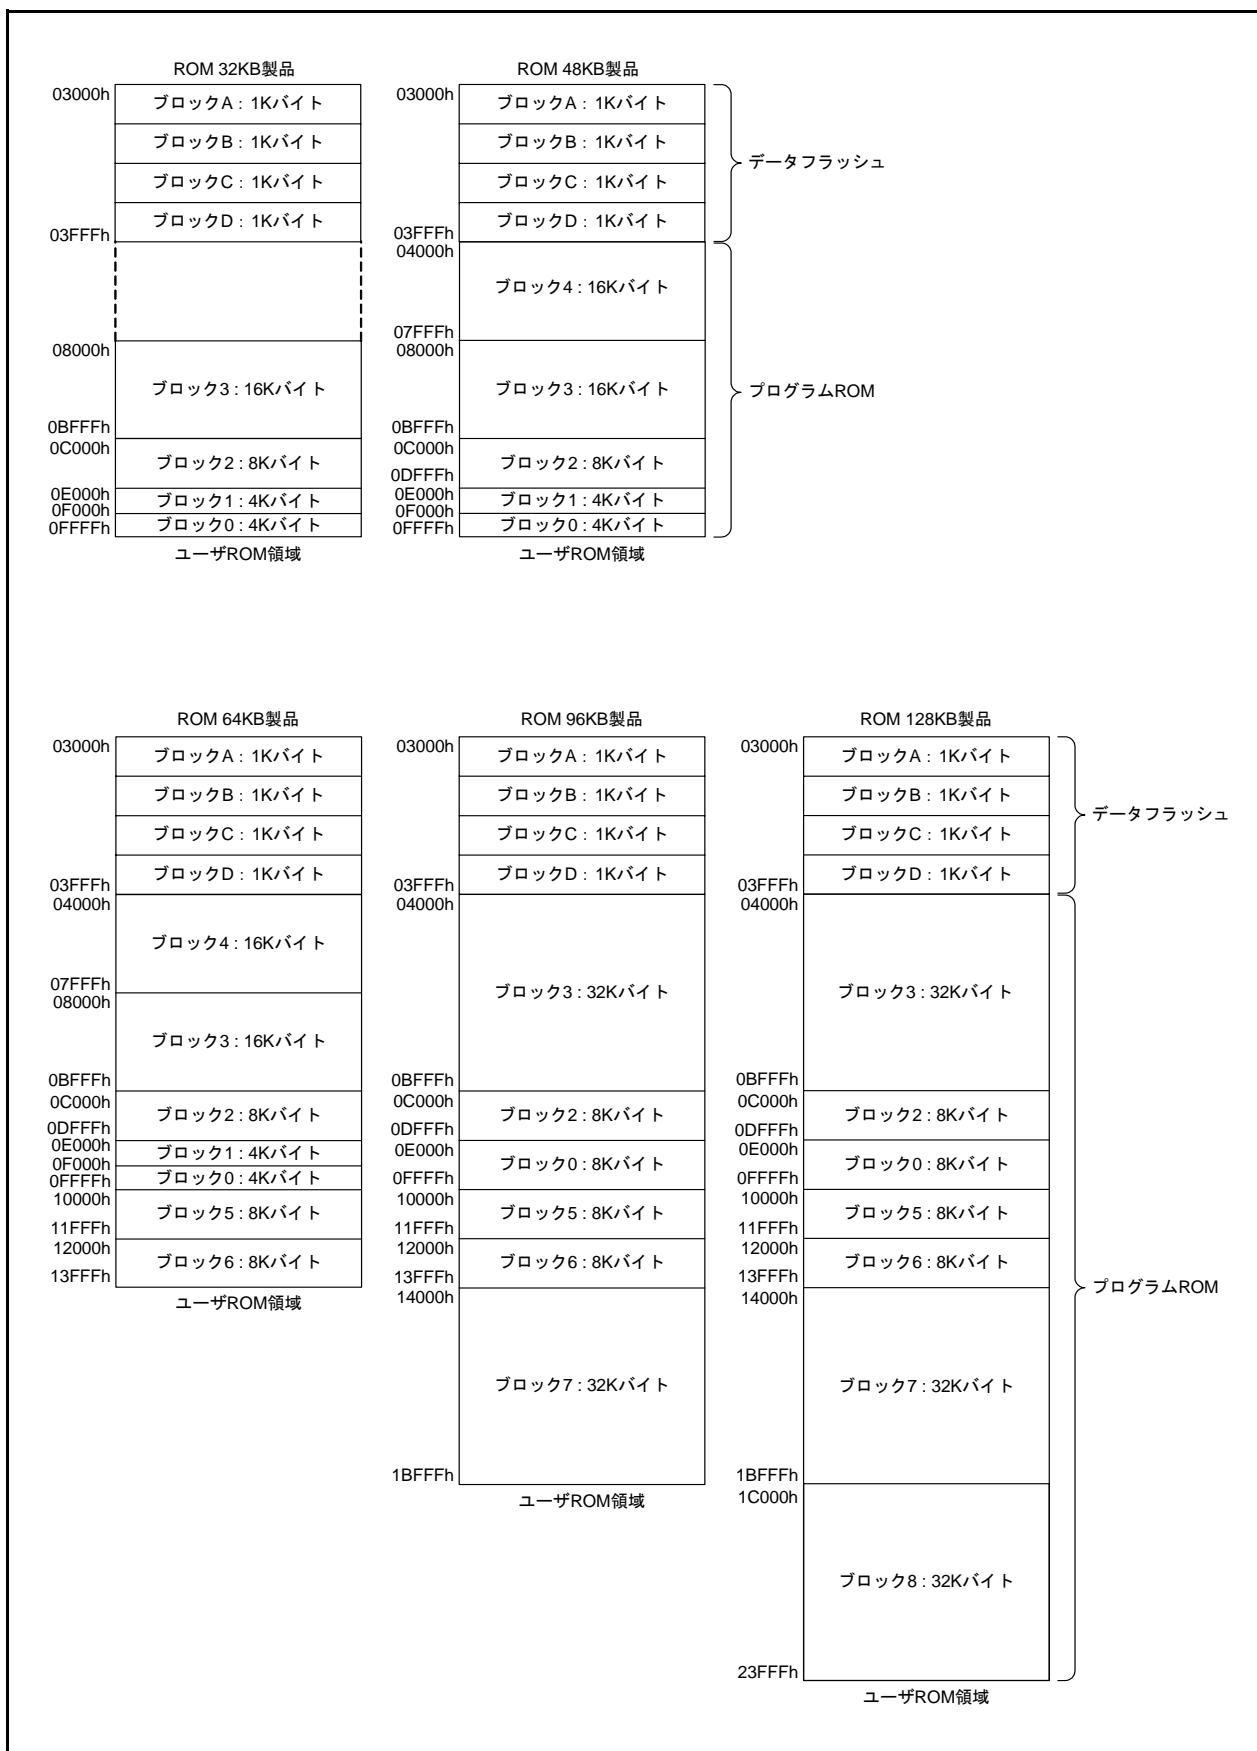 ROM 32KB製品
03000h
ブロックA : 1Kバイト
ブロックB : 1Kバイト
ブロックC : 1Kバイト
ブロックD : 1Kバイト
03FFFh
08000h
ブロック3 : 16Kバイト
0BFFFh
0C000h
ブロック2 : 8Kバイト
0E000h
ブロック1 : 4Kバイト
0F000h
ブロック0 : 4Kバイト
0FFFFh
ユーザROM領域
ROM 48KB製品
03000h
ブロックA : 1Kバイト
ブロックB : 1Kバイト
ブロックC : 1Kバイト
ブロックD : 1Kバイト
03FFFh
04000h
ブロック4 : 16Kバイト
07FFFh
08000h
ブロック3 : 16Kバイト
0BFFFh
0C000h
ブロック2 : 8Kバイト
0DFFFh
0E000h
ブロック1 : 4Kバイト
0F000h
ブロック0 : 4Kバイト
0FFFFh
ユーザROM領域
データフラッシュ
プログラムROM
ROM 64KB製品
03000h
ブロックA : 1Kバイト
ブロックB : 1Kバイト
ブロックC : 1Kバイト
ブロックD : 1Kバイト
03FFFh
04000h
ブロック4 : 16Kバイト
07FFFh
08000h
ブロック3 : 16Kバイト
0BFFFh
0C000h
ブロック2 : 8Kバイト
0DFFFh
0E000h
ブロック1 : 4Kバイト
0F000h
ブロック0 : 4Kバイト
0FFFFh
10000h
ブロック5 : 8Kバイト
11FFFh
12000h
ブロック6 : 8Kバイト
13FFFh
ユーザROM領域
ROM 96KB製品
03000h
ブロックA : 1Kバイト
ブロックB : 1Kバイト
ブロックC : 1Kバイト
ブロックD : 1Kバイト
03FFFh
04000h
ブロック3 : 32Kバイト
0BFFFh
0C000h
ブロック2 : 8Kバイト
0DFFFh
0E000h
ブロック0 : 8Kバイト
0FFFFh
10000h
ブロック5 : 8Kバイト
11FFFh
12000h
ブロック6 : 8Kバイト
13FFFh
14000h
ブロック7 : 32Kバイト
1BFFFh
ユーザROM領域
ROM 128KB製品
03000h
ブロックA : 1Kバイト
ブロックB : 1Kバイト
ブロックC : 1Kバイト
ブロックD : 1Kバイト
03FFFh
04000h
ブロック3 : 32Kバイト
0BFFFh
0C000h
ブロック2 : 8Kバイト
0DFFFh
0E000h
ブロック0 : 8Kバイト
0FFFFh
10000h
ブロック5 : 8Kバイト
11FFFh
12000h
ブロック6 : 8Kバイト
13FFFh
14000h
ブロック7 : 32Kバイト
1BFFFh
1C000h
ブロック8 : 32Kバイト
23FFFh
ユーザROM領域
データフラッシュ
プログラムROM